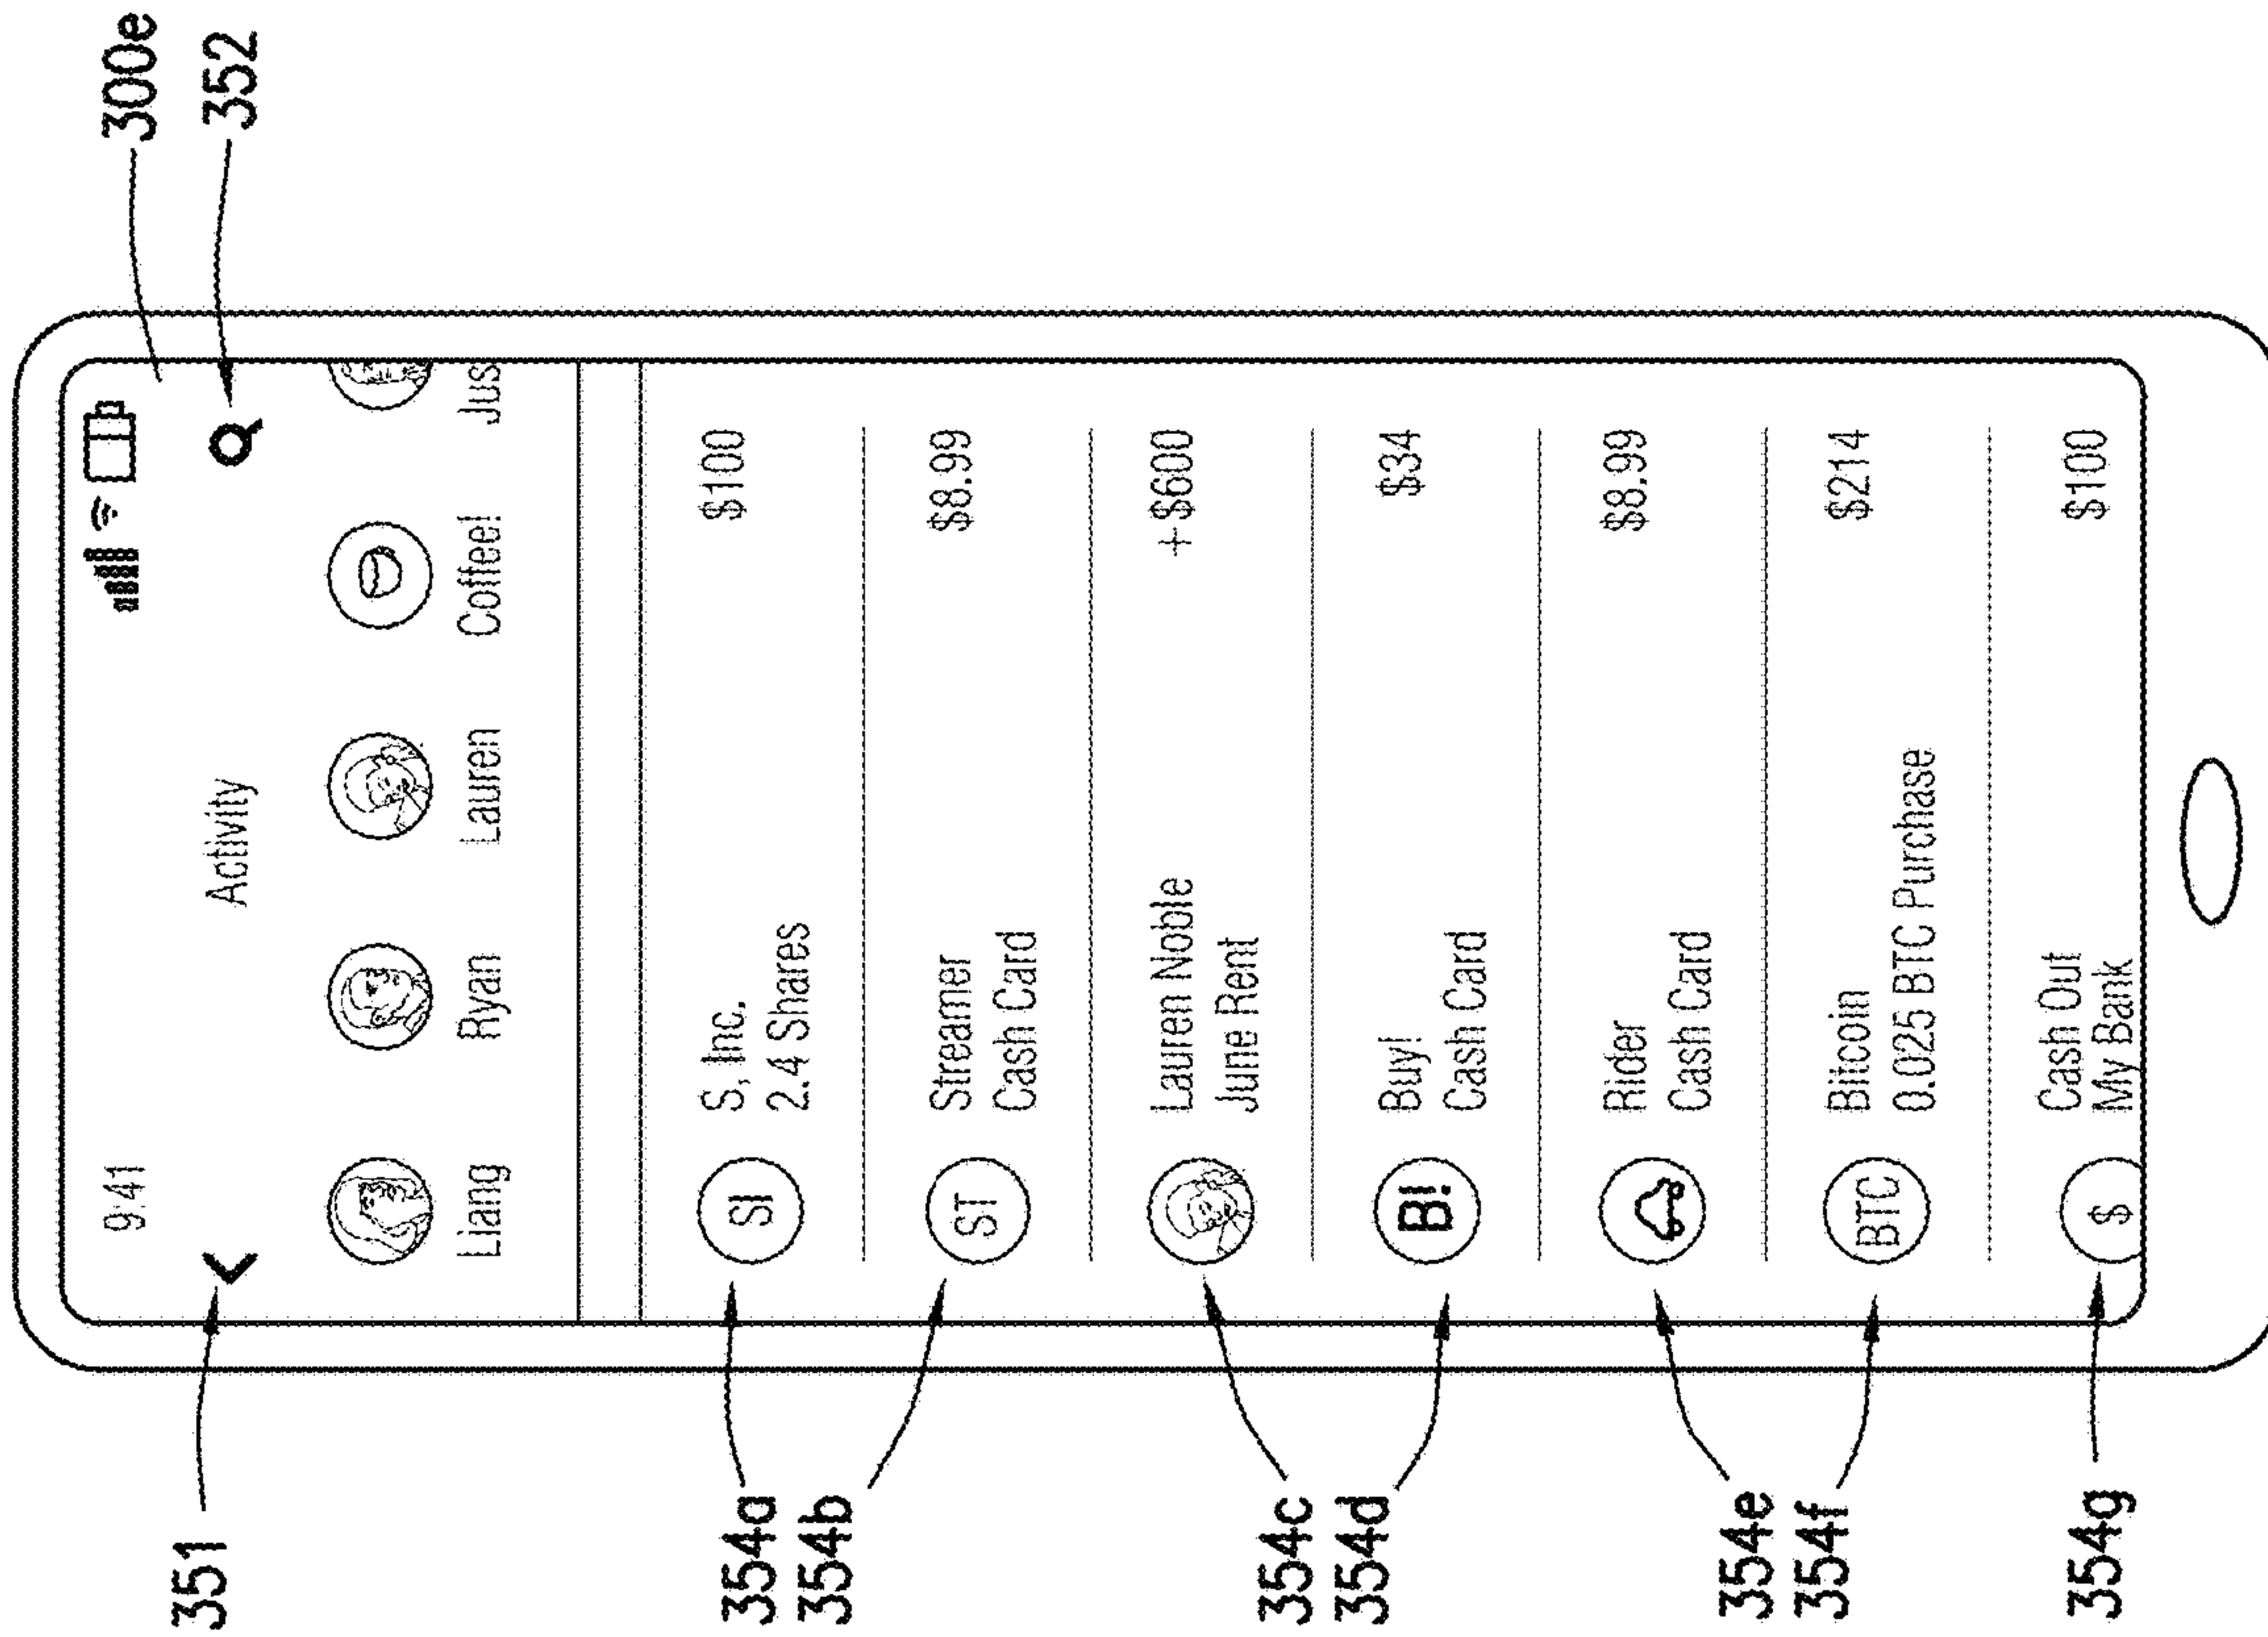 300e
352
351
9:41
Activity
Liang
Ryan
Lauren
Coffee!
Jus
354a
SI
S, Inc.
$100
2.4 Shares
354b
ST
Streamer
$8.99
Cash Card
354c
Lauren Noble
+$600
June Rent
354d
B!
Buy!
$34
Cash Card
354e
Rider
$8.99
Cash Card
354f
BTC
Bitcoin
$214
0.025 BTC Purchase
354g
$
Cash Out
$100
My Bank